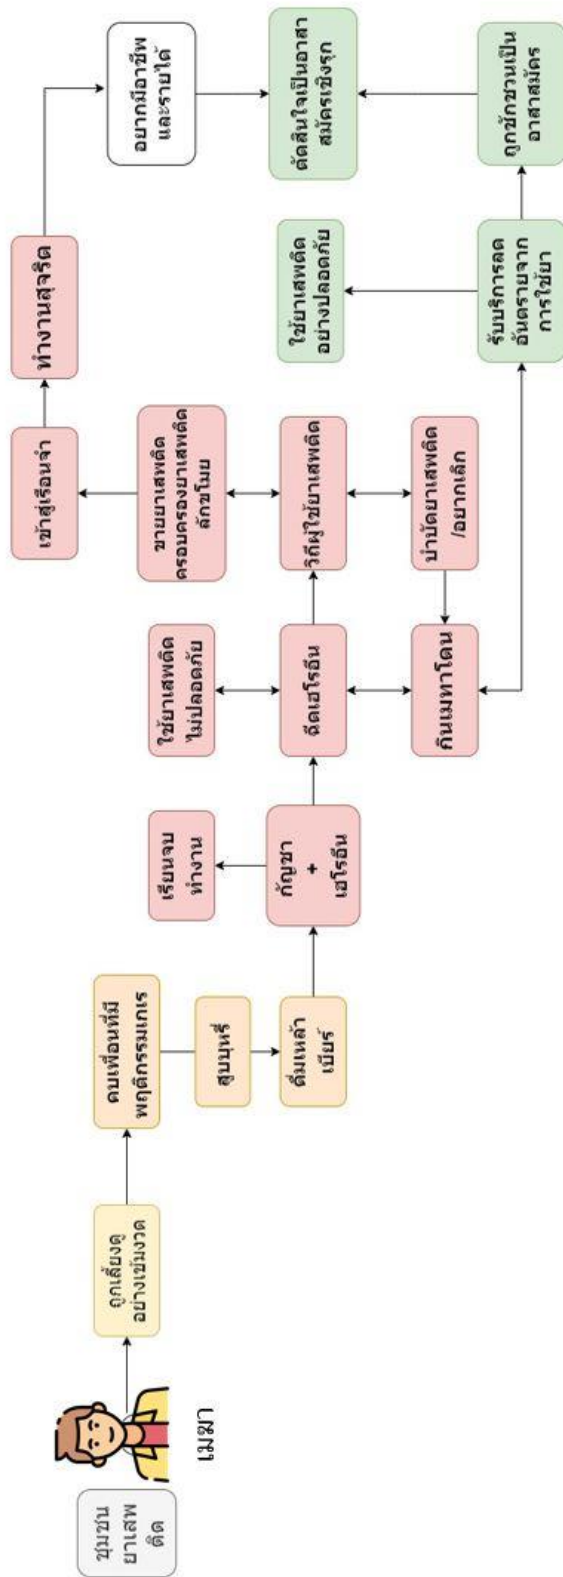 ชุมชน
ยาเสพ
ติด
เมฆา
ถูกเลี้ยงดู
อย่างเข้มงวด
คบเพื่อนที่มี
พฤติกรรมเกเร
สูบบุหรี่
ดื่มเหล้า
เบียร์
กัญชา
+
เฮโรอีน
เรียนจบ
ทำงาน
ฉีดเฮโรอีน
ใช้ยาเสพติด
ไม่ปลอดภัย
กินเมทาโดน
วิถีผู้ใช้ยาเสพติด
บำบัดยาเสพติด
/อยากเลิก
ขายยาเสพติด
ครอบครองยาเสพติด
ลักขโมย
เข้าสู่เรือนจำ
ทำงานสุจริต
อยากมีอาชีพ
และรายได้
รับบริการลด
อันตรายจาก
การใช้ยา
ใช้ยาเสพติด
อย่างปลอดภัย
ถูกชักชวนเป็น
อาสาสมัคร
ตัดสินใจเป็นอาสา
สมัครเชิงรุก